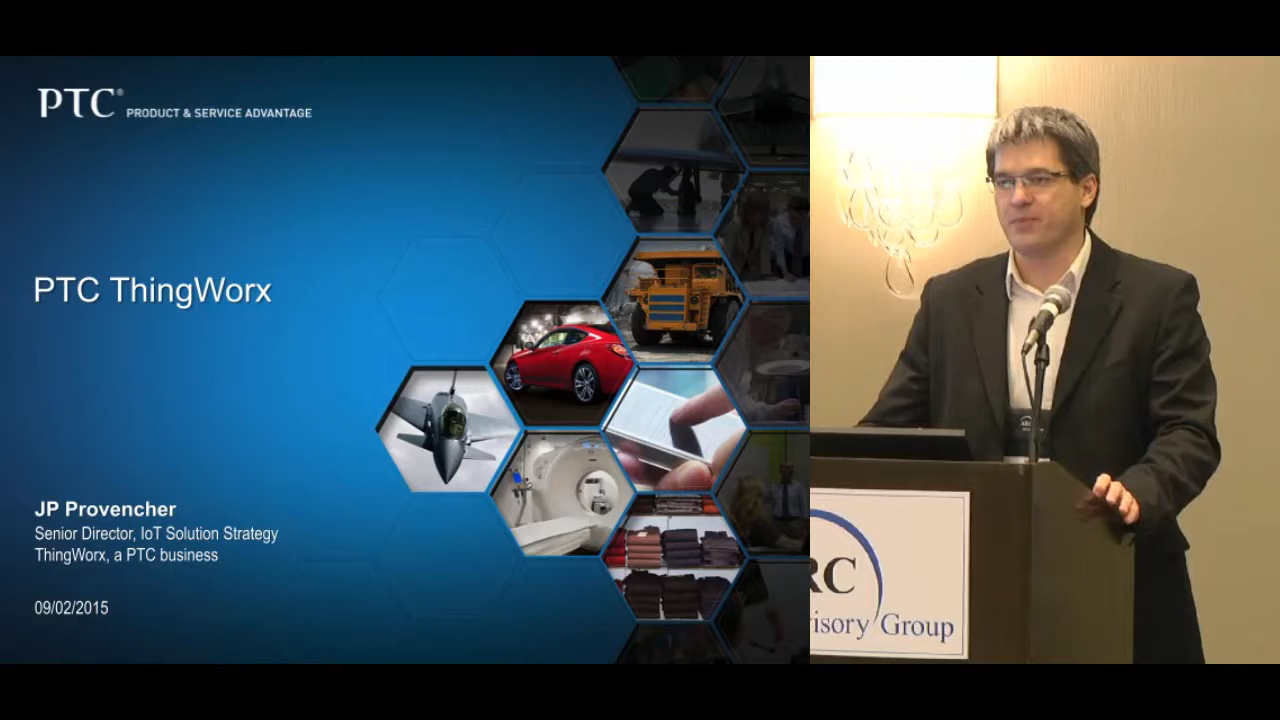 PTC® PRODUCT & SERVICE ADVANTAGE
PTC ThingWorx
JP Provencher
Senior Director, IoT Solution Strategy
ThingWorx, a PTC business
09/02/2015
RC
visory Group